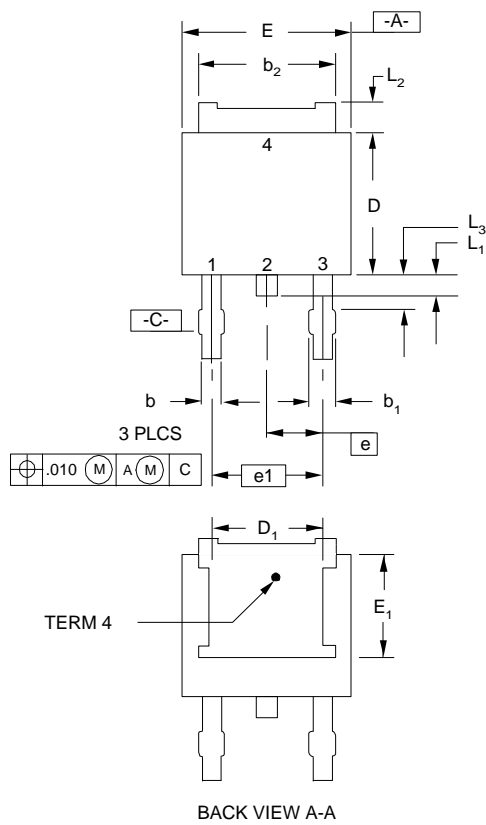 -A-
E
b₂
L₂
4
D
L₃
L₁
1 2 3
-C-
b
b₁
3 PLCS
e
.010 M A M C
e1
D₁
E₁
TERM 4
BACK VIEW A-A